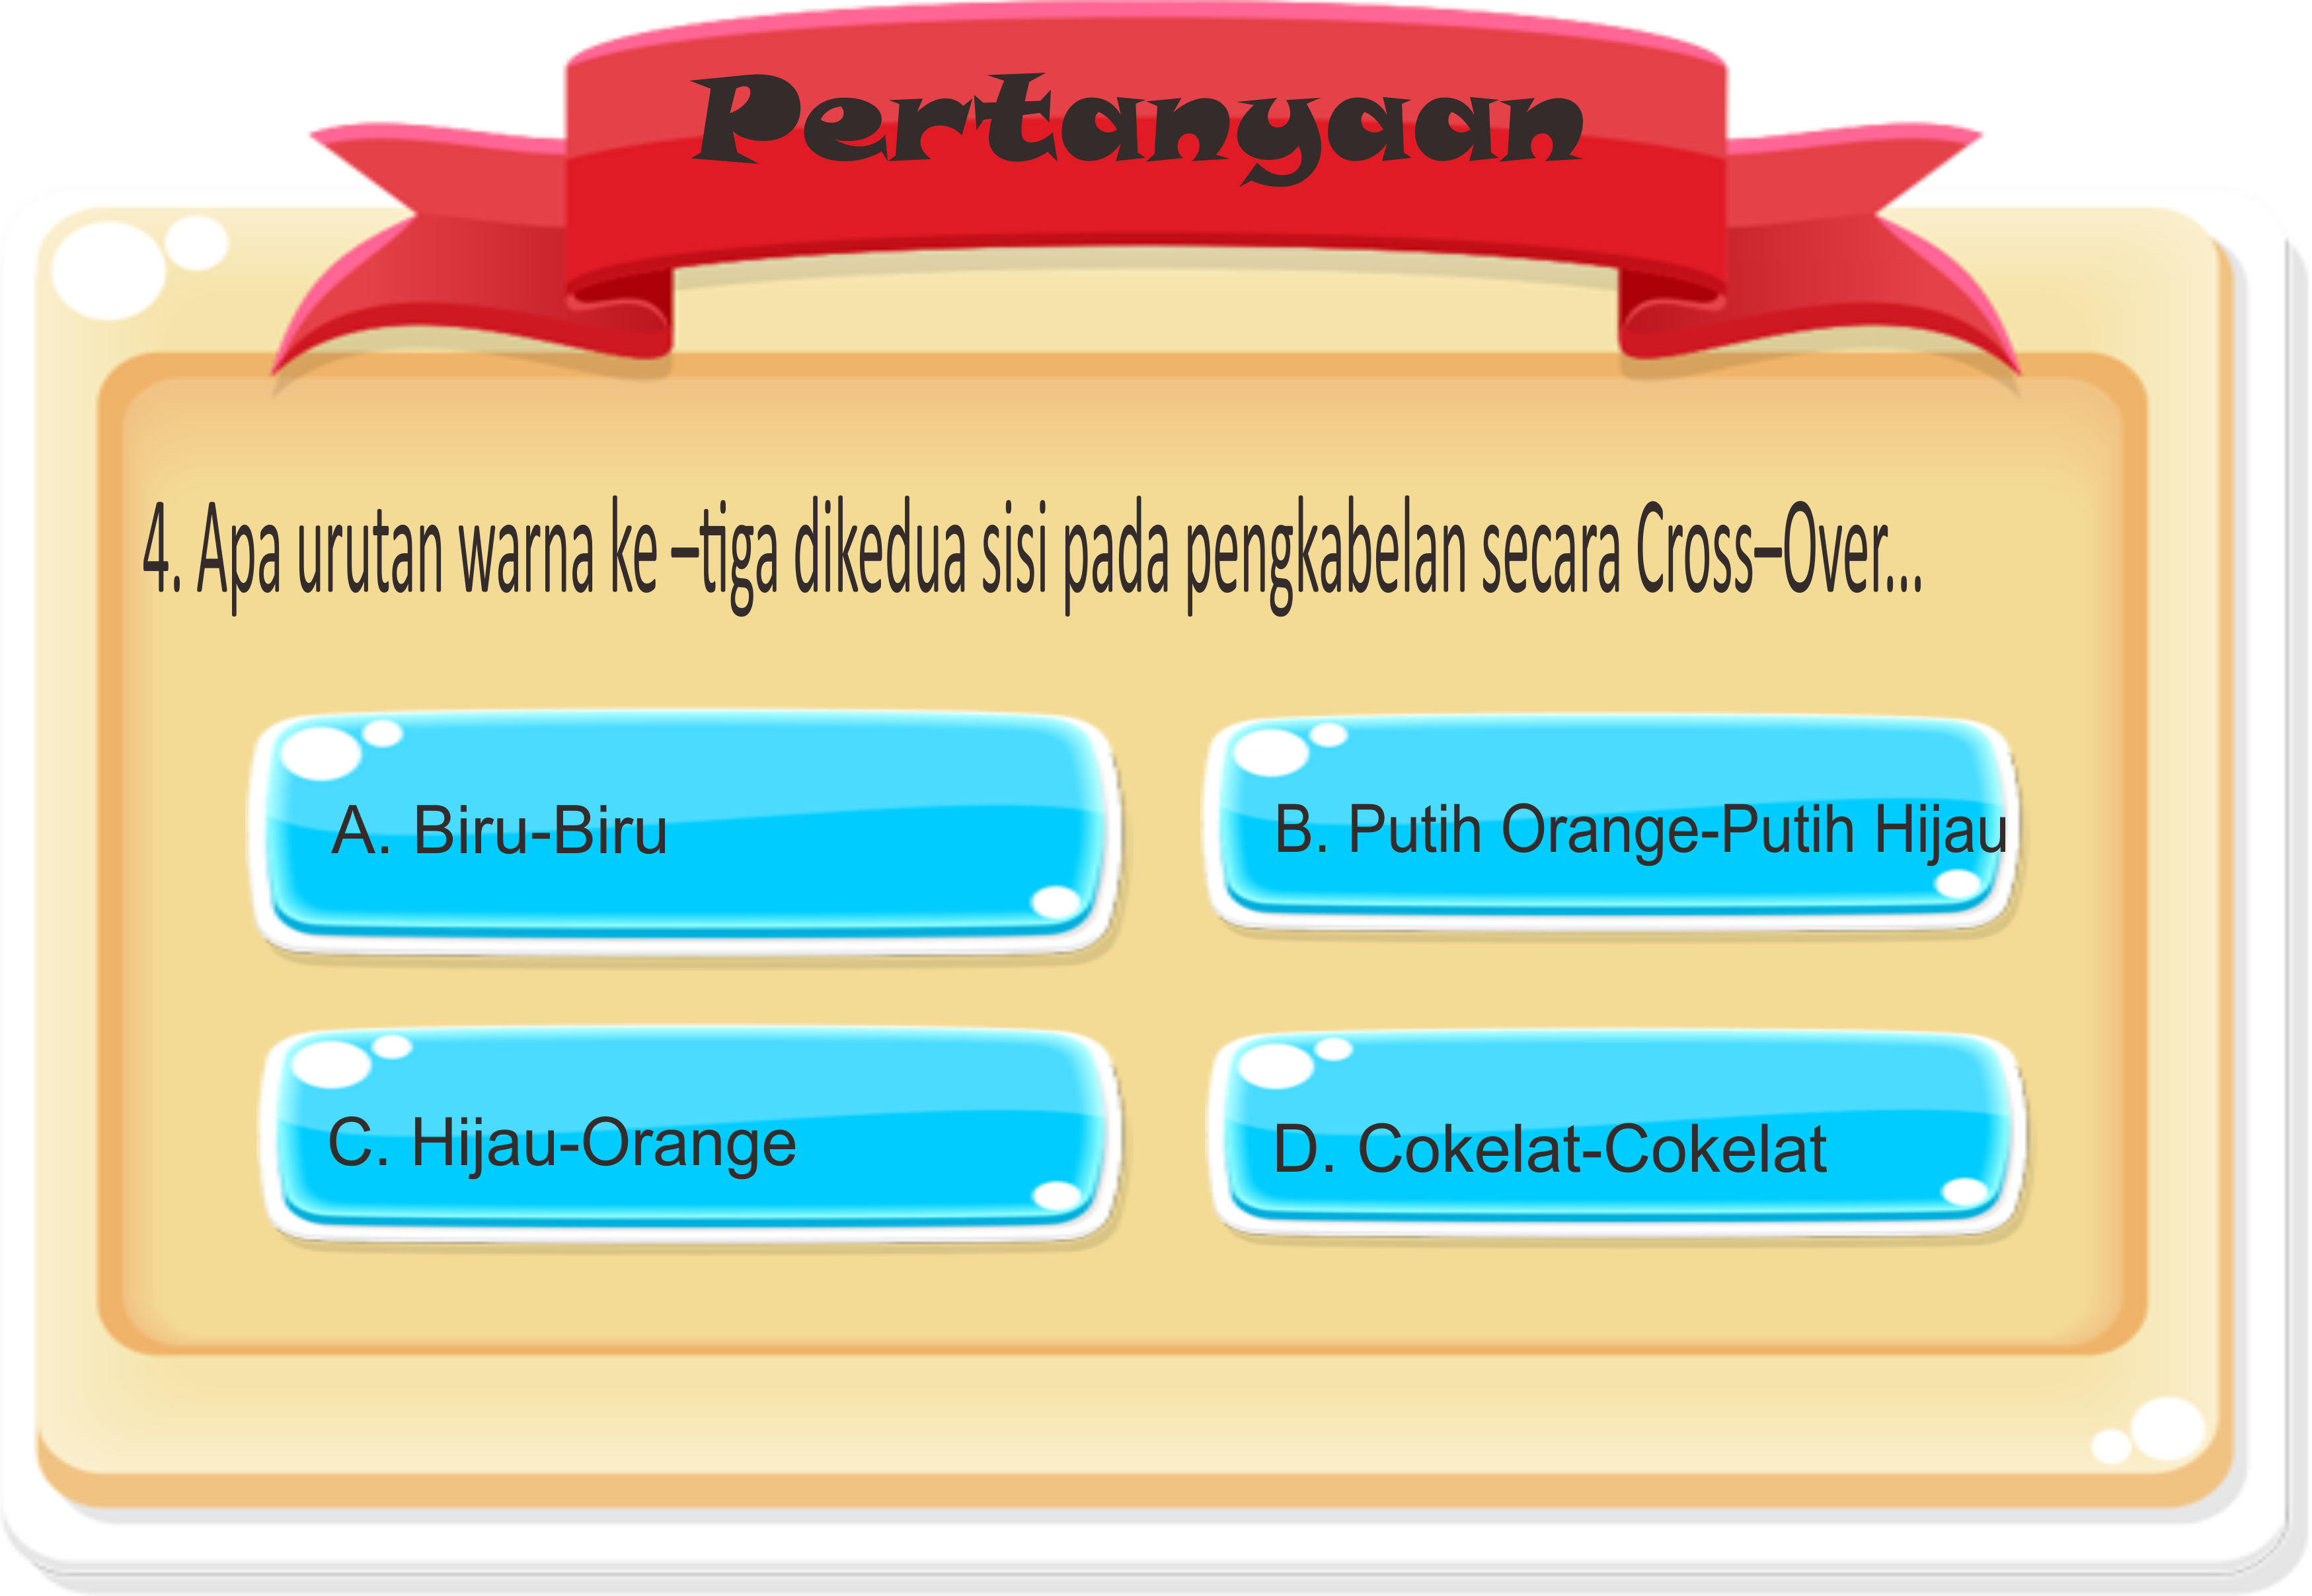 Pertanyaan
4. Apa urutan warna ke –tiga dikedua sisi pada pengkabelan secara Cross–Over...
A. Biru-Biru
B. Putih Orange-Putih Hijau
C. Hijau-Orange
D. Cokelat-Cokelat